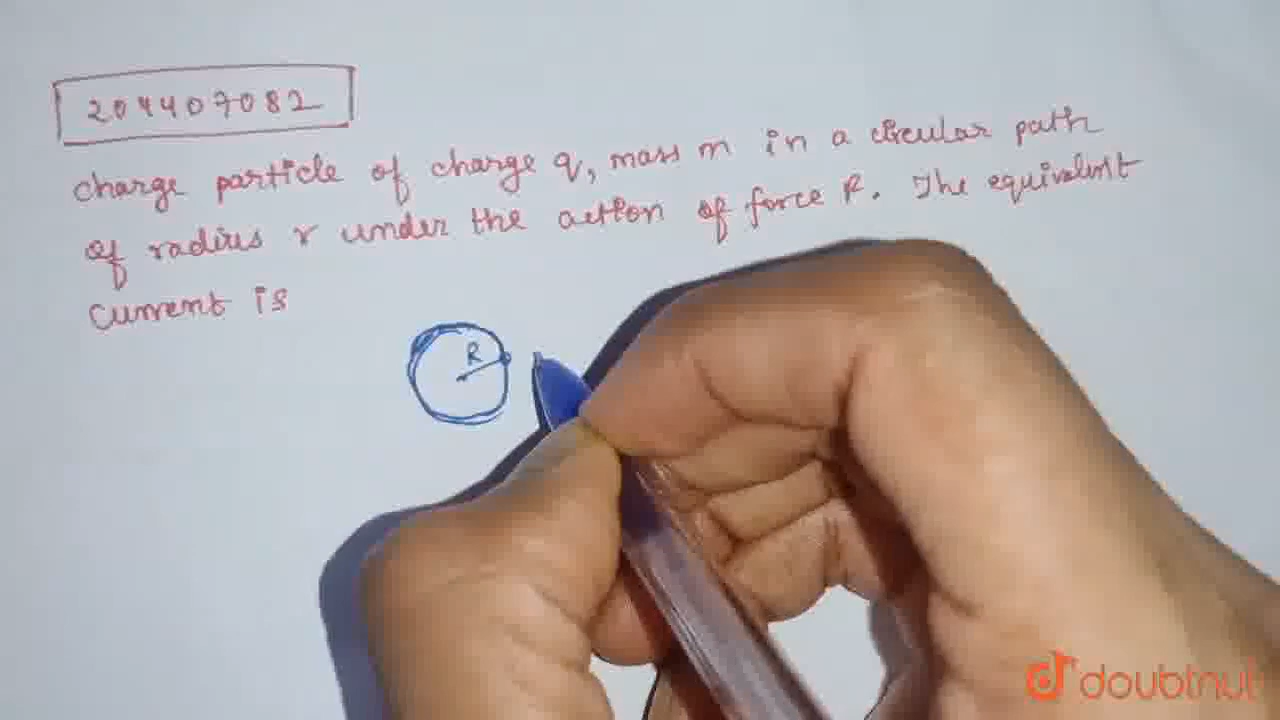 204407082
charge particle of charge q, mass m in a circular path
of radius r under the action of force F. The equivalent
current is
R
doubtnut